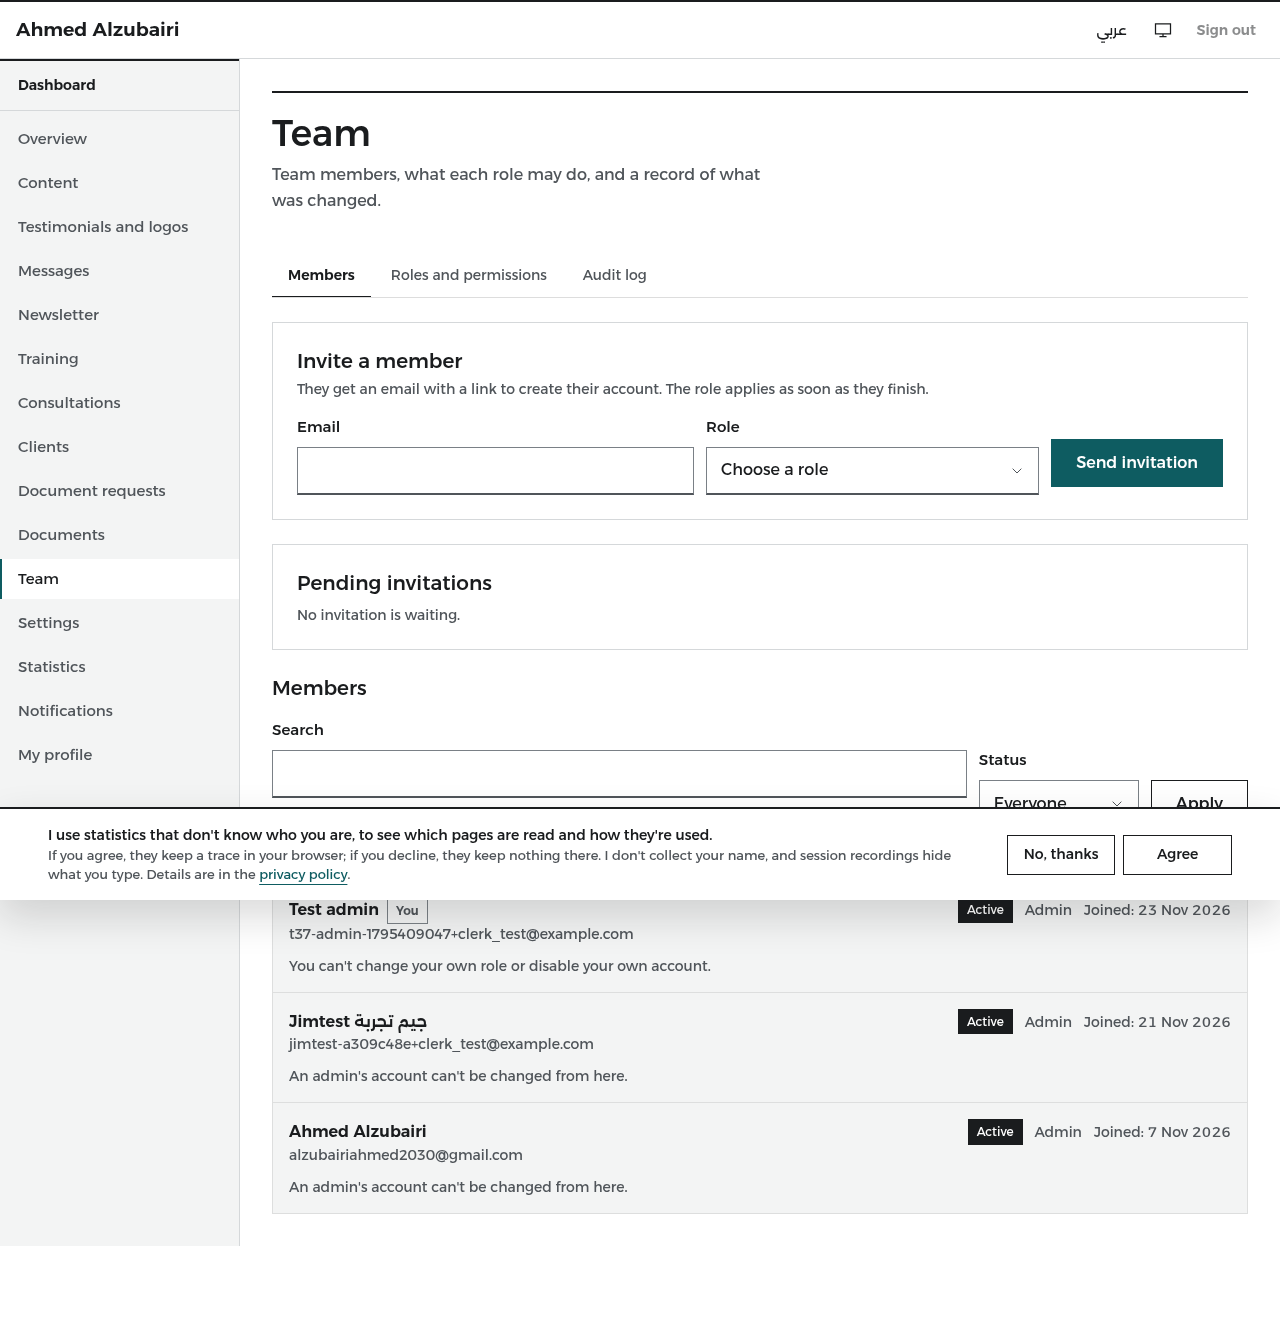 Ahmed Alzubairi
عربي
Sign out
Dashboard
Overview
Content
Testimonials and logos
Messages
Newsletter
Training
Consultations
Clients
Document requests
Documents
Team
Settings
Statistics
Notifications
My profile
Team
Team members, what each role may do, and a record of what
was changed.
Members
Roles and permissions
Audit log
Invite a member
They get an email with a link to create their account. The role applies as soon as they finish.
Email
Role
Choose a role
Send invitation
Pending invitations
No invitation is waiting.
Members
Search
Status
Everyone
Apply
I use statistics that don't know who you are, to see which pages are read and how they're used.
If you agree, they keep a trace in your browser; if you decline, they keep nothing there. I don't collect your name, and session recordings hide
what you type. Details are in the privacy policy.
No, thanks
Agree
Test admin You Active Admin Joined: 23 Nov 2026
t37-admin-1795409047+clerk_test@example.com
You can't change your own role or disable your own account.
Jimtest جيم تجربة Active Admin Joined: 21 Nov 2026
jimtest-a309c48e+clerk_test@example.com
An admin's account can't be changed from here.
Ahmed Alzubairi Active Admin Joined: 7 Nov 2026
alzubairiahmed2030@gmail.com
An admin's account can't be changed from here.